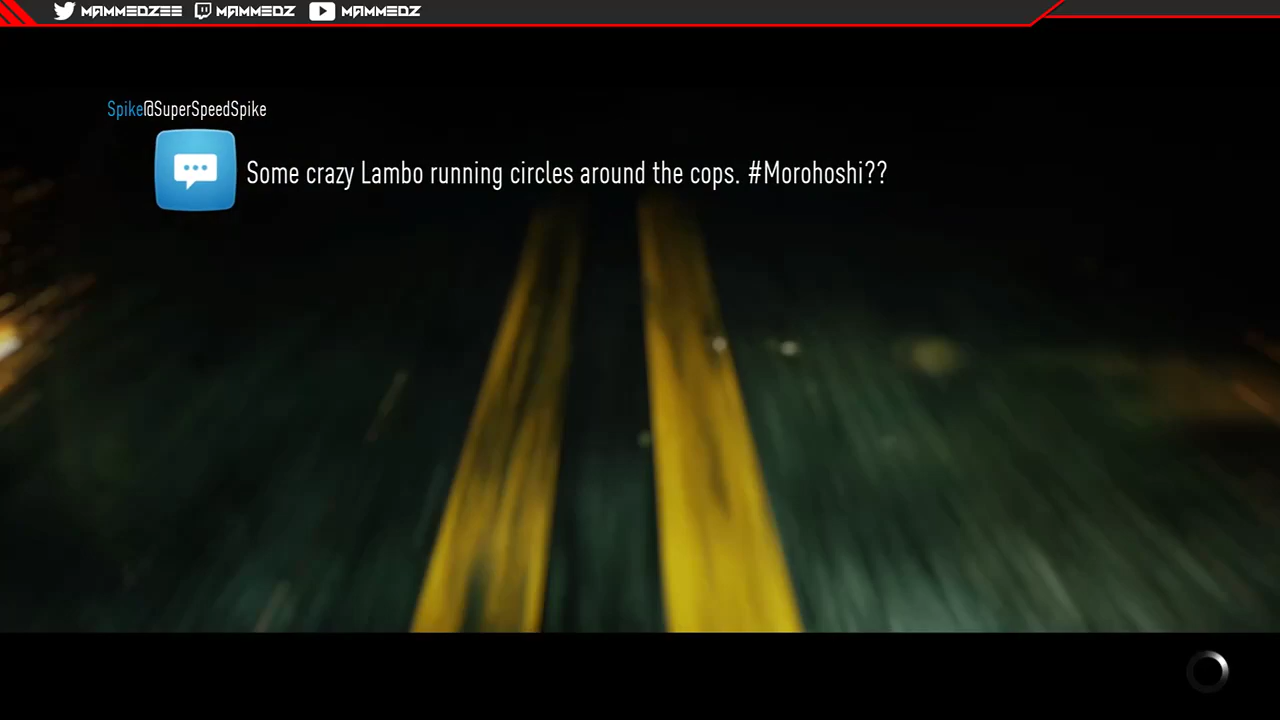 MAMMEDZEE MAMMEDZ MAMMEDZ
Spike@SuperSpeedSpike
Some crazy Lambo running circles around the cops. #Morohoshi??